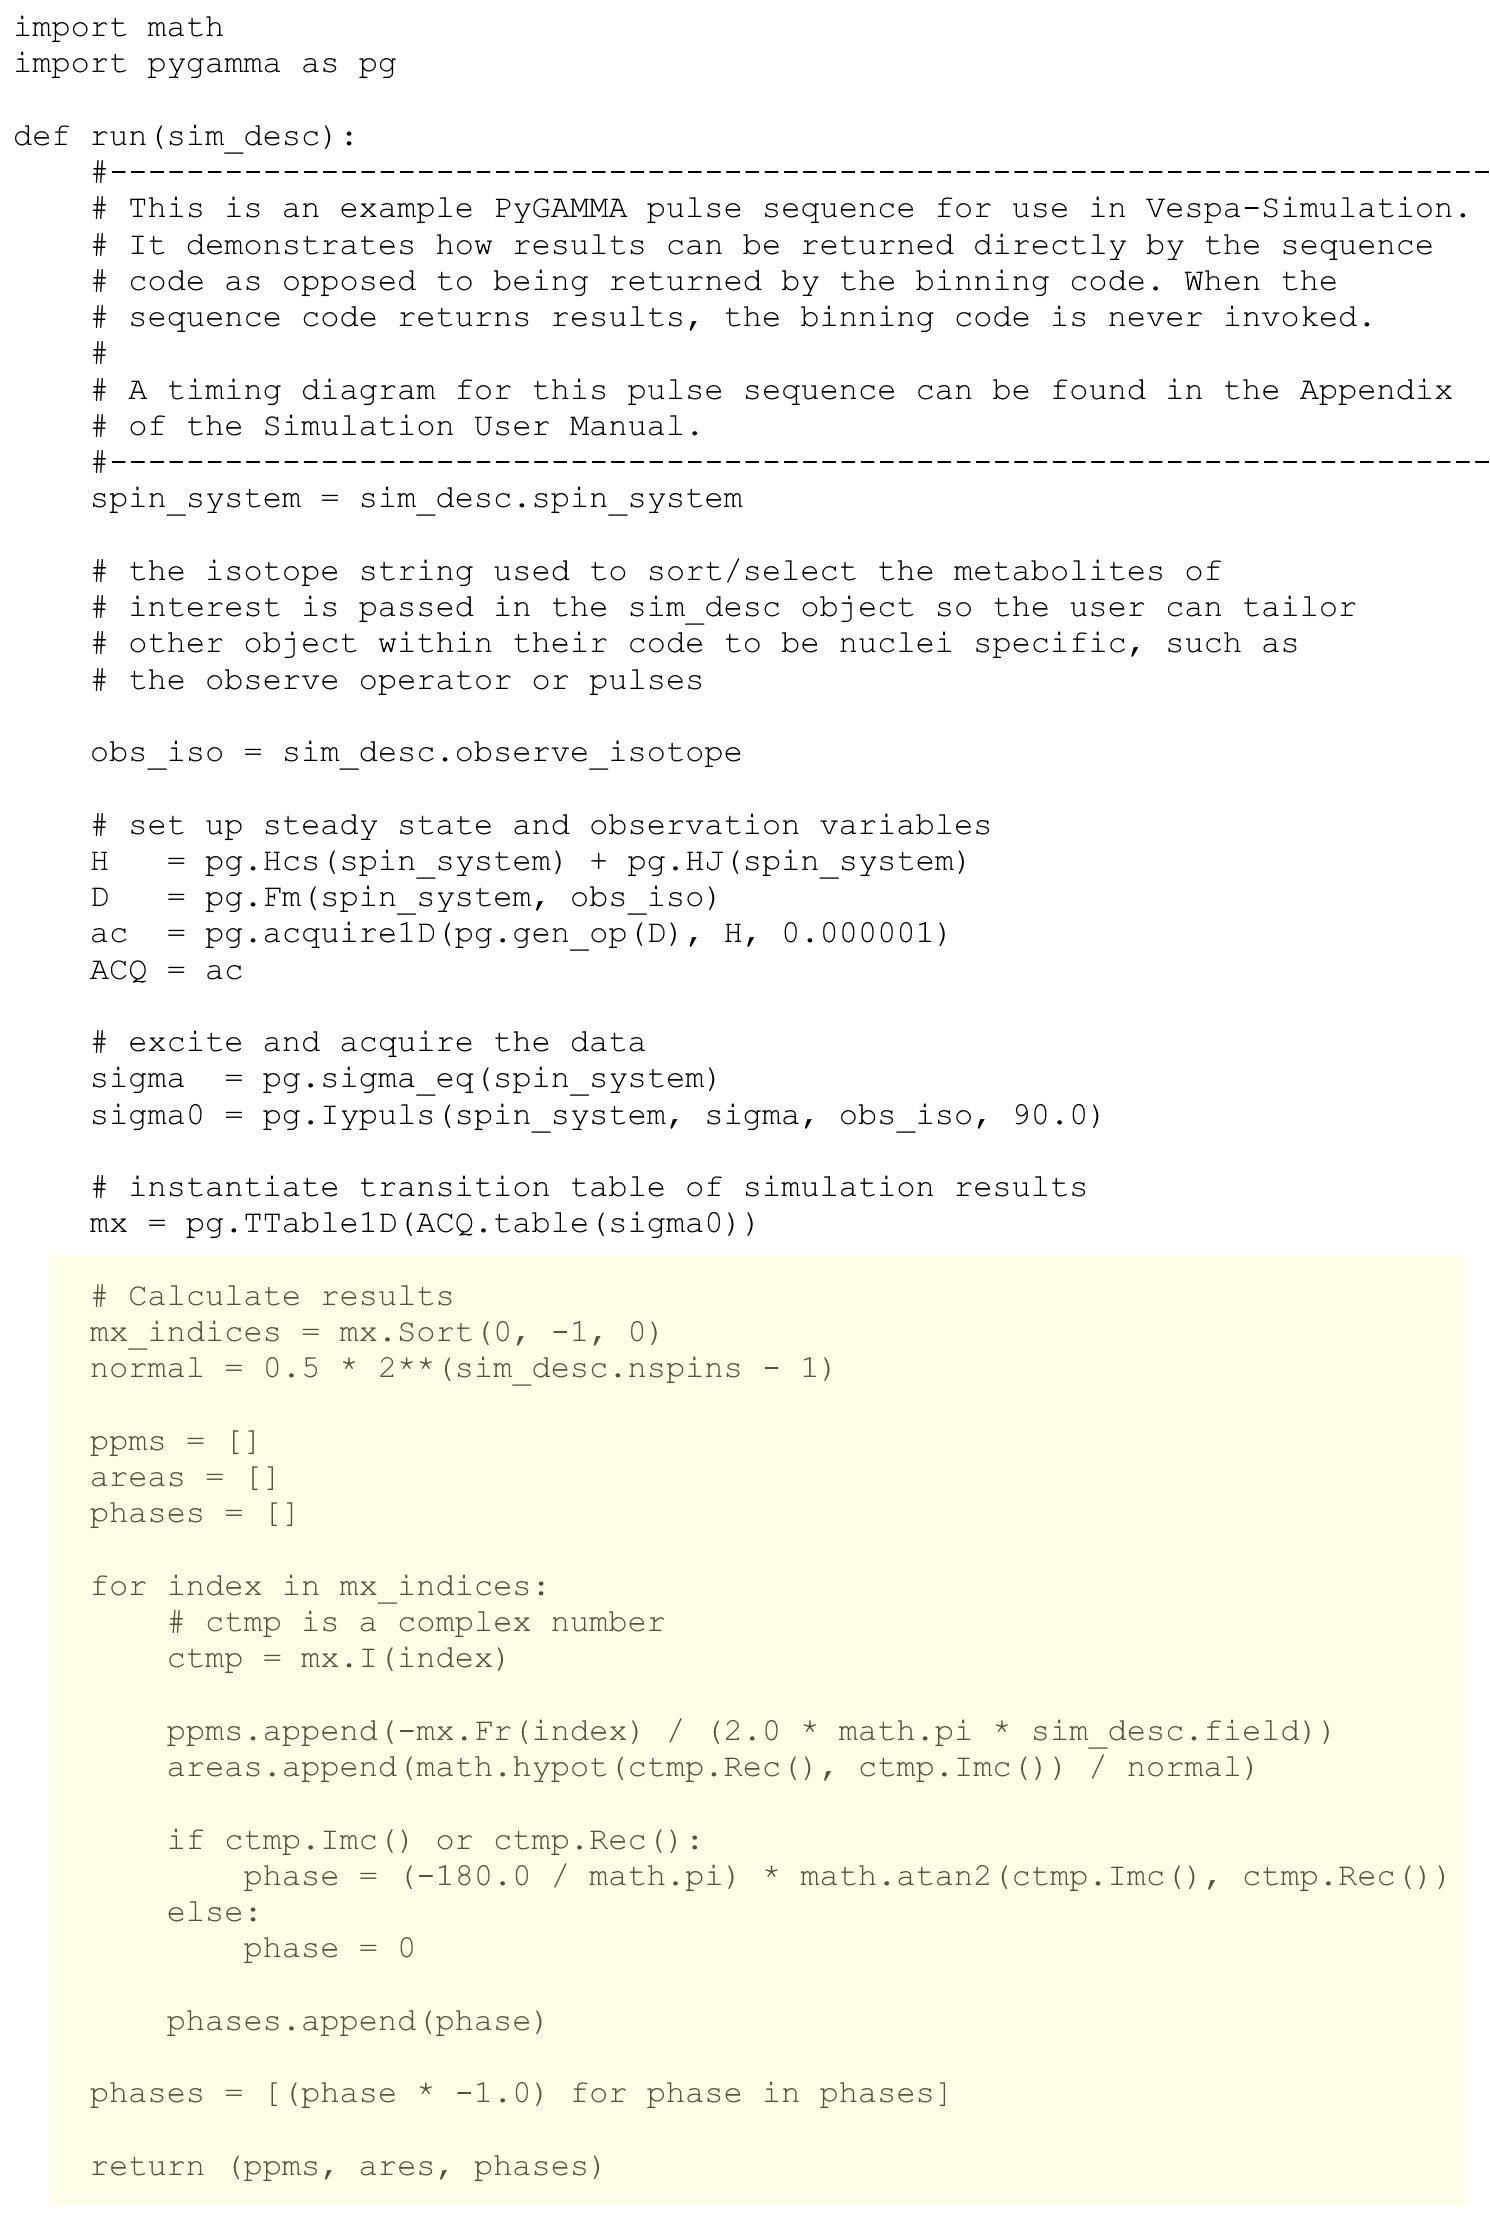 import math
import pygamma as pg

def run(sim_desc):
    #------------------------------------------------------------------------
    # This is an example PyGAMMA pulse sequence for use in Vespa-Simulation.
    # It demonstrates how results can be returned directly by the sequence
    # code as opposed to being returned by the binning code. When the
    # sequence code returns results, the binning code is never invoked.
    #
    # A timing diagram for this pulse sequence can be found in the Appendix
    # of the Simulation User Manual.
    #------------------------------------------------------------------------
    spin_system = sim_desc.spin_system

    # the isotope string used to sort/select the metabolites of
    # interest is passed in the sim_desc object so the user can tailor
    # other object within their code to be nuclei specific, such as
    # the observe operator or pulses

    obs_iso = sim_desc.observe_isotope

    # set up steady state and observation variables
    H   = pg.Hcs(spin_system) + pg.HJ(spin_system)
    D   = pg.Fm(spin_system, obs_iso)
    ac  = pg.acquire1D(pg.gen_op(D), H, 0.000001)
    ACQ = ac

    # excite and acquire the data
    sigma  = pg.sigma_eq(spin_system)
    sigma0 = pg.Iypuls(spin_system, sigma, obs_iso, 90.0)

    # instantiate transition table of simulation results
    mx = pg.TTable1D(ACQ.table(sigma0))

    # Calculate results
    mx_indices = mx.Sort(0, -1, 0)
    normal = 0.5 * 2**(sim_desc.nspins - 1)

    ppms = []
    areas = []
    phases = []

    for index in mx_indices:
        # ctmp is a complex number
        ctmp = mx.I(index)

        ppms.append(-mx.Fr(index) / (2.0 * math.pi * sim_desc.field))
        areas.append(math.hypot(ctmp.Rec(), ctmp.Imc()) / normal)

        if ctmp.Imc() or ctmp.Rec():
            phase = (-180.0 / math.pi) * math.atan2(ctmp.Imc(), ctmp.Rec())
        else:
            phase = 0

        phases.append(phase)

    phases = [(phase * -1.0) for phase in phases]

    return (ppms, ares, phases)